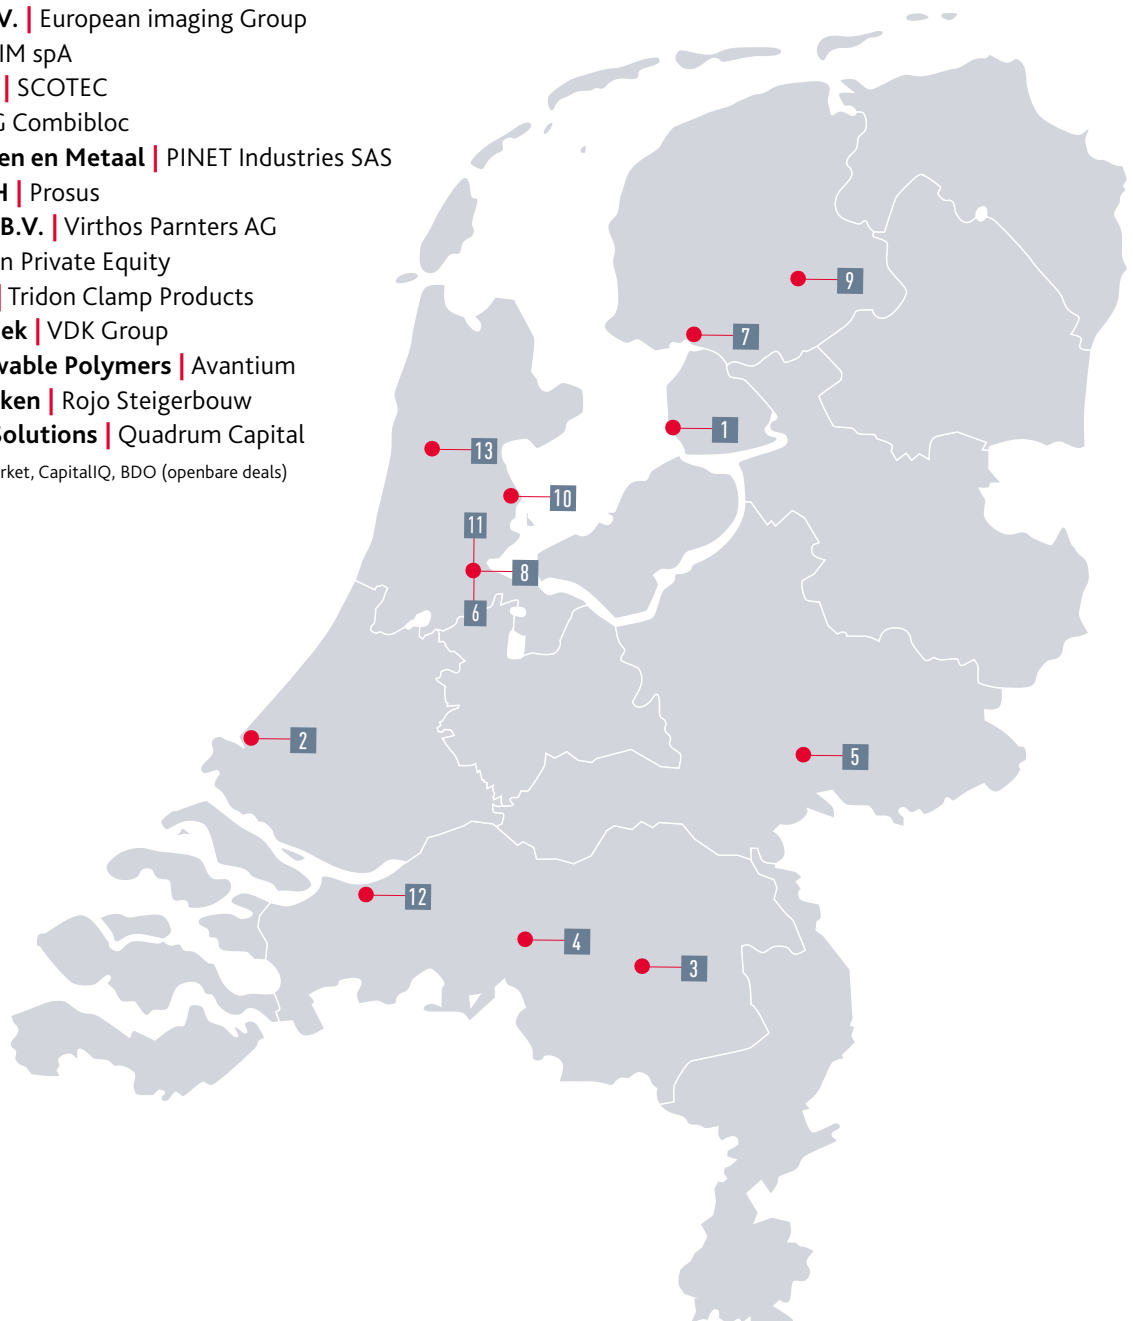 V. | European imaging Group
IM spA
| SCOTEC
G Combibloc
en en Metaal | PINET Industries SAS
H | Prosus
B.V. | Virthos Parnters AG
n Private Equity
| Tridon Clamp Products
ek | VDK Group
wable Polymers | Avantium
ken | Rojo Steigerbouw
Solutions | Quadrum Capital
rket, CapitalIQ, BDO (openbare deals)
9
7
1
13
10
11
8
6
2
5
12
4
3